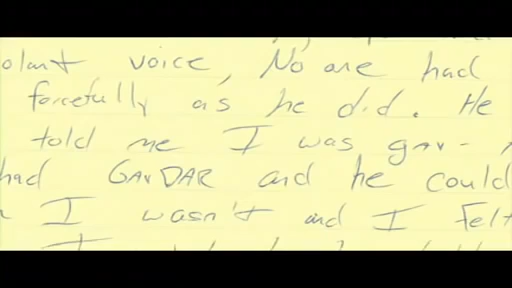 olant voice, No one had
forcefully as he did. He
told me I was gay-
had GAYDAR and he could
I wasn't and I Felt
I